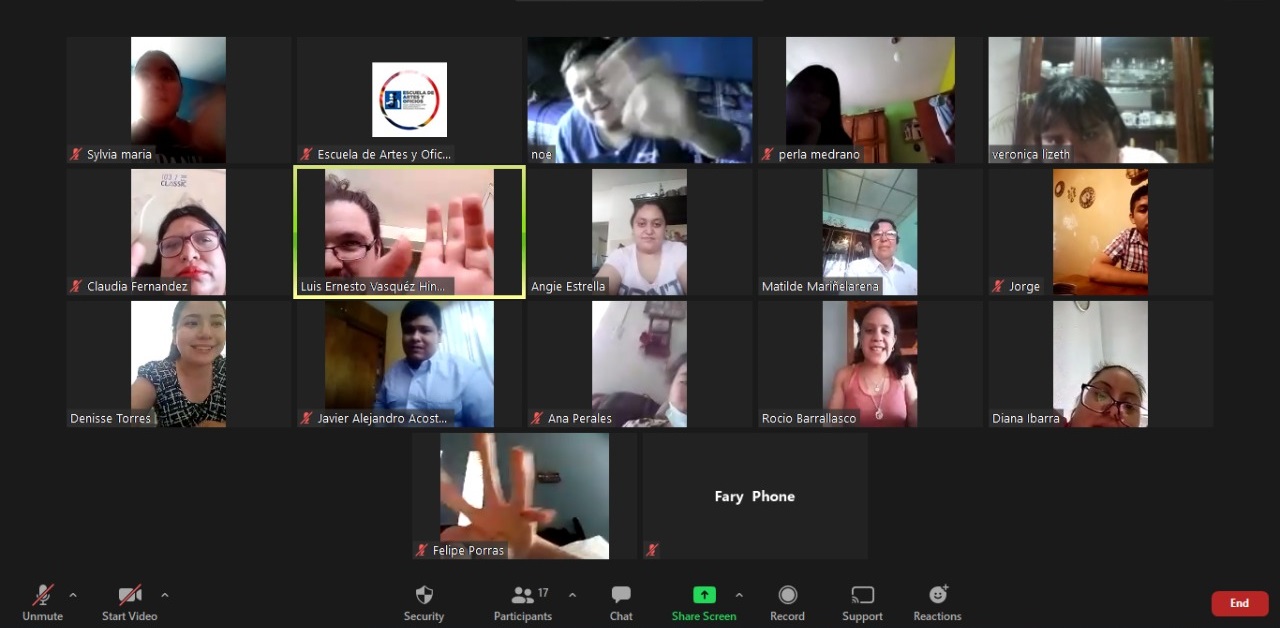 ESCUELA DE
ARTES Y
OFICIOS
Sylvia maria
Escuela de Artes y Ofic...
noe
perla medrano
veronica lizeth
CLASSIC
Claudia Fernandez
Luis Ernesto Vasquéz Hin...
Angie Estrella
Matilde Mariñelarena
Jorge
Denisse Torres
Javier Alejandro Acost...
Ana Perales
Rocio Barrallasco
Diana Ibarra
Felipe Porras
Fary Phone
Unmute
Start Video
Security
Participants
17
Chat
Share Screen
Record
Support
Reactions
End